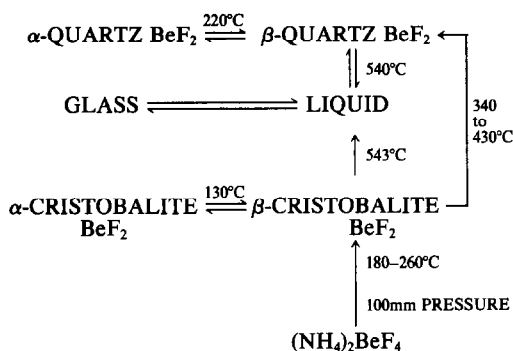 220°C
α-QUARTZ BeF₂ ⇌ β-QUARTZ BeF₂
540°C
GLASS ⇌ LIQUID
340
to
430°C
543°C
130°C
α-CRISTOBALITE ⇌ β-CRISTOBALITE
BeF₂ BeF₂
180–260°C
100mm PRESSURE
(NH₄)₂BeF₄